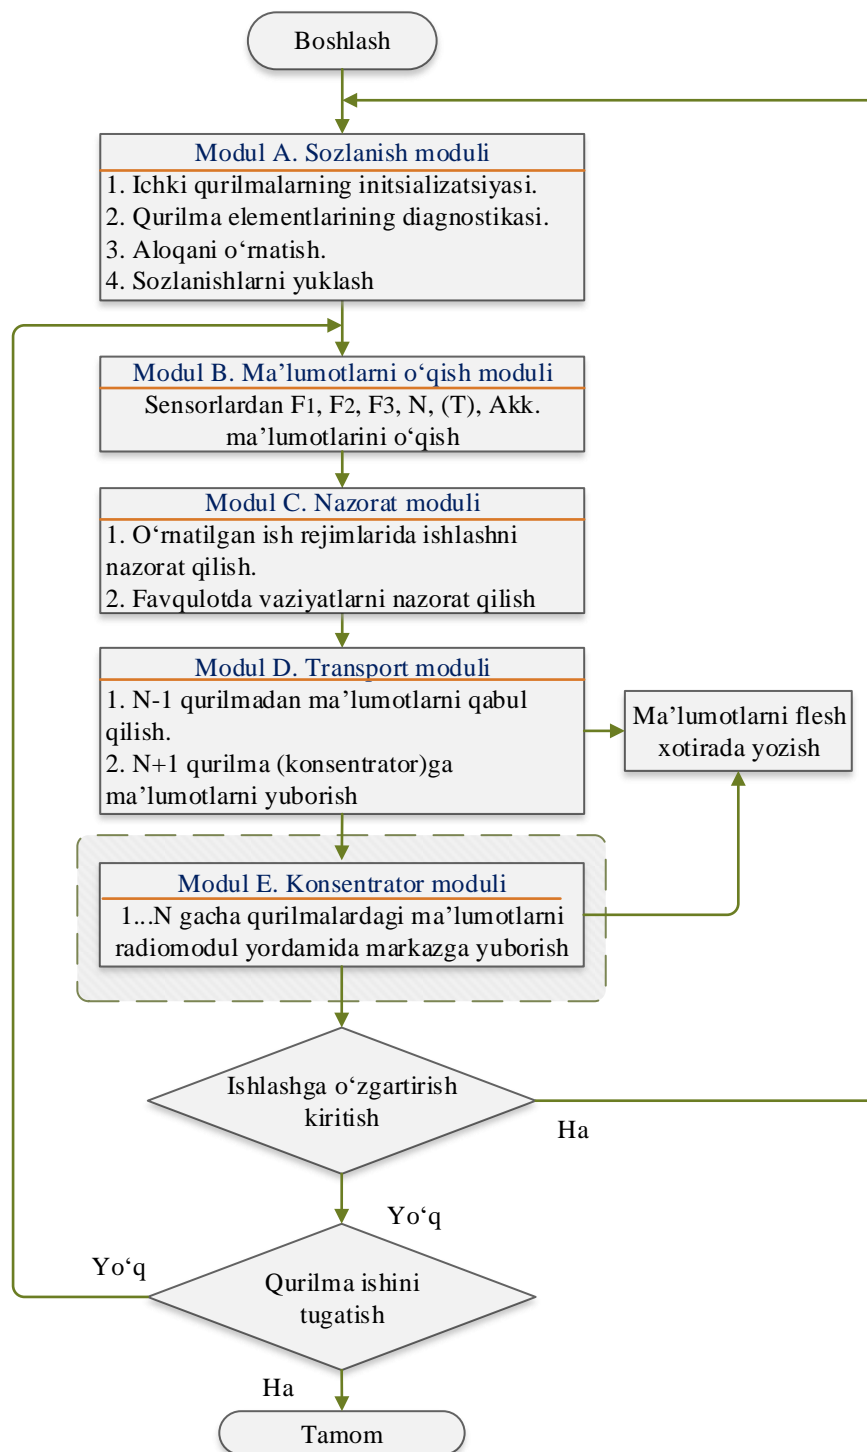 Boshlash
Modul A. Sozlanish moduli
1. Ichki qurilmalarning initsializatsiyasi.
2. Qurilma elementlarining diagnostikasi.
3. Aloqani o‘rnatish.
4. Sozlanishlarni yuklash
Modul B. Ma’lumotlarni o‘qish moduli
Sensorlardan F1, F2, F3, N, (T), Akk.
ma’lumotlarini o‘qish
Modul C. Nazorat moduli
1. O‘rnatilgan ish rejimlarida ishlashni
nazorat qilish.
2. Favqulotda vaziyatlarni nazorat qilish
Modul D. Transport moduli
1. N-1 qurilmadan ma’lumotlarni qabul
qilish.
2. N+1 qurilma (konsentrator)ga
ma’lumotlarni yuborish
Ma’lumotlarni flesh
xotirada yozish
Modul E. Konsentrator moduli
1...N gacha qurilmalardagi ma’lumotlarni
radiomodul yordamida markazga yuborish
Ishlashga o‘zgartirish
kiritish
Ha
Yo‘q
Yo‘q
Qurilma ishini
tugatish
Ha
Tamom